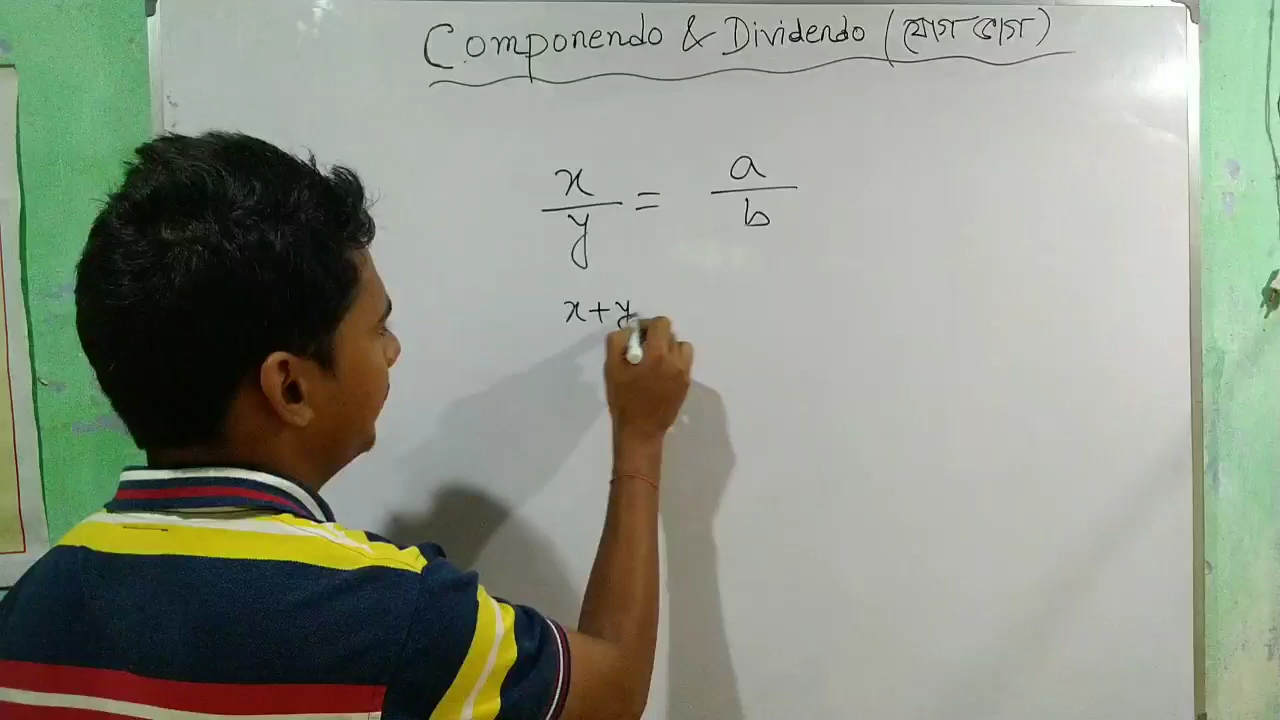 Componendo & Dividendo (যোগ ভাগ)
x/y = a/b
x+y